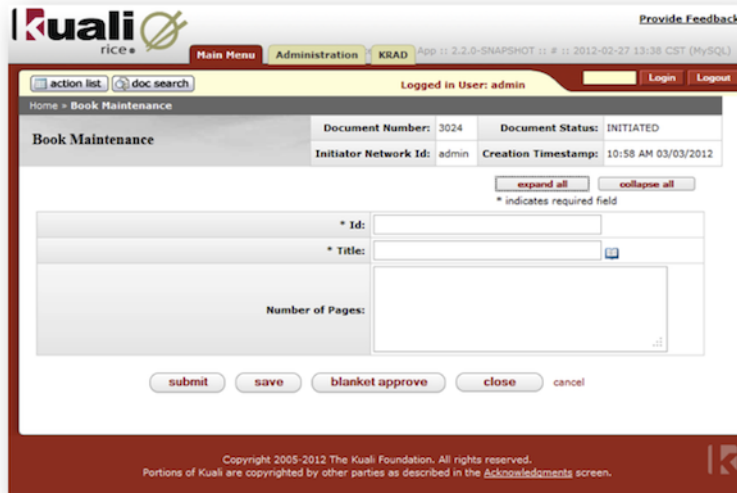 Provide Feedback
Kuali
rice
Main Menu Administration KRAD App :: 2.2.0-SNAPSHOT :: # :: 2012-02-27 13:38 CST (MySQL)
action list doc search Logged in User: admin Login Logout
Home » Book Maintenance
Book Maintenance
Document Number: 3024 Document Status: INITIATED
Initiator Network Id: admin Creation Timestamp: 10:58 AM 03/03/2012
expand all collapse all
* indicates required field
* Id:
* Title:
Number of Pages:
submit save blanket approve close cancel
Copyright 2005-2012 The Kuali Foundation. All rights reserved.
Portions of Kuali are copyrighted by other parties as described in the Acknowledgments screen.